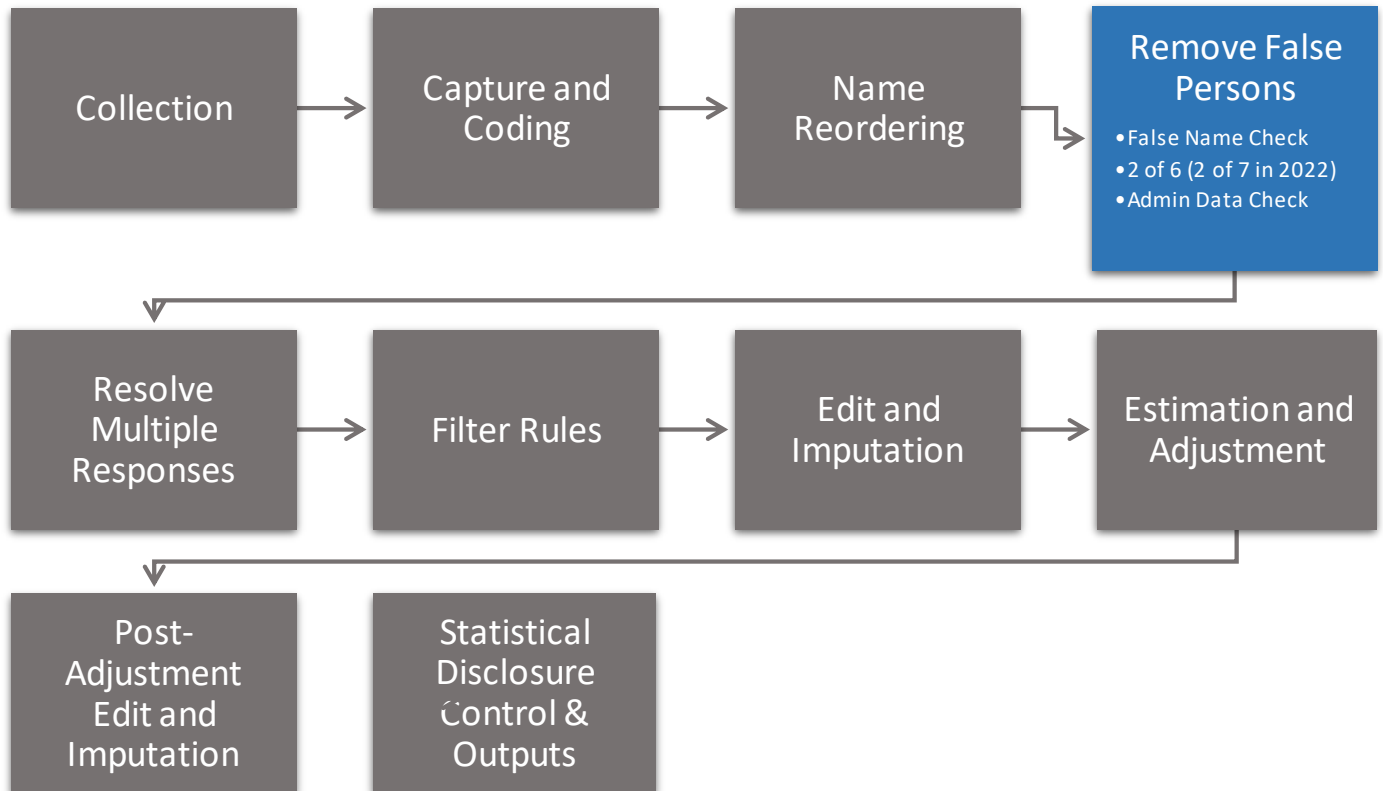 Collection
Capture and
Coding
Name
Reordering
Remove False
Persons
•False Name Check
•2 of 6 (2 of 7 in 2022)
•Admin Data Check
Resolve
Multiple
Responses
Filter Rules
Edit and
Imputation
Estimation and
Adjustment
Post-
Adjustment
Edit and
Imputation
Statistical
Disclosure
Control &
Outputs